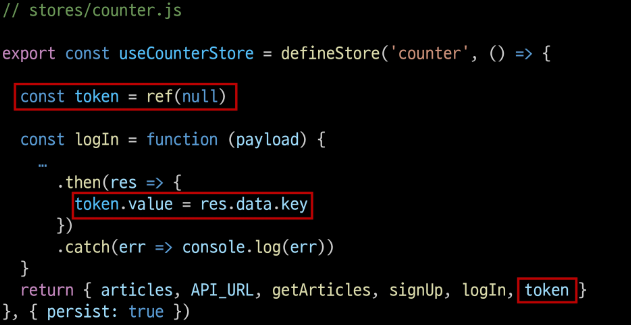 // stores/counter.js
export const useCounterStore = defineStore('counter', () => {
const token = ref(null)
const logIn = function (payload) {
…
.then(res => {
token.value = res.data.key
})
.catch(err => console.log(err))
}
return { articles, API_URL, getArticles, signUp, logIn, token }
}, { persist: true })